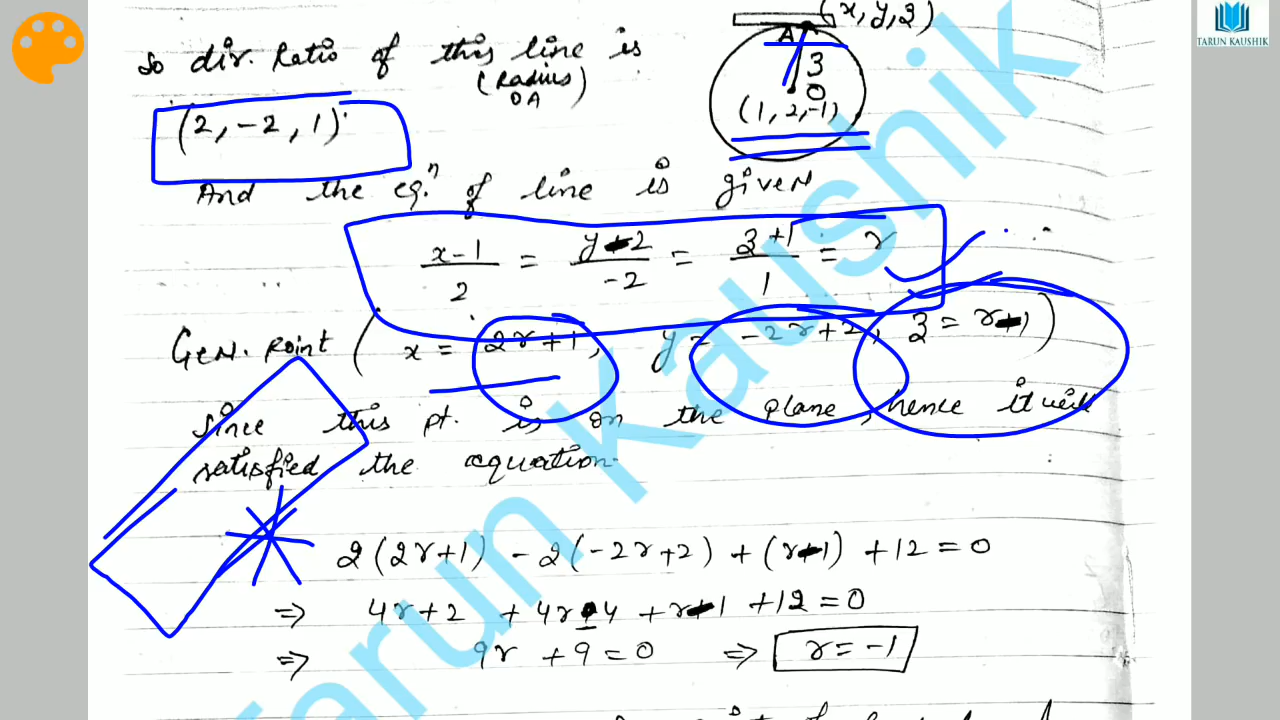 (x, y, z)
TARUN KAUSHIK
So dir. Ratio of this line is
(Radius)
OA
A
3
O
(1, 2, -1)
(2, -2, 1)
And the eqⁿ. of line is given
x-1/2 = y-2/-2 = z+1/1 = r
Gen. Point ( x = 2r+1, y = -2r+2, z = r-1)
Since this pt. is on the plane, hence it will
satisfied the equation.
2(2r+1) - 2(-2r+2) + (r-1) + 12 = 0
⇒ 4r+2 + 4r-4 + r-1 + 12 = 0
⇒ 9r + 9 = 0 ⇒ r = -1
Tarun Kaushik